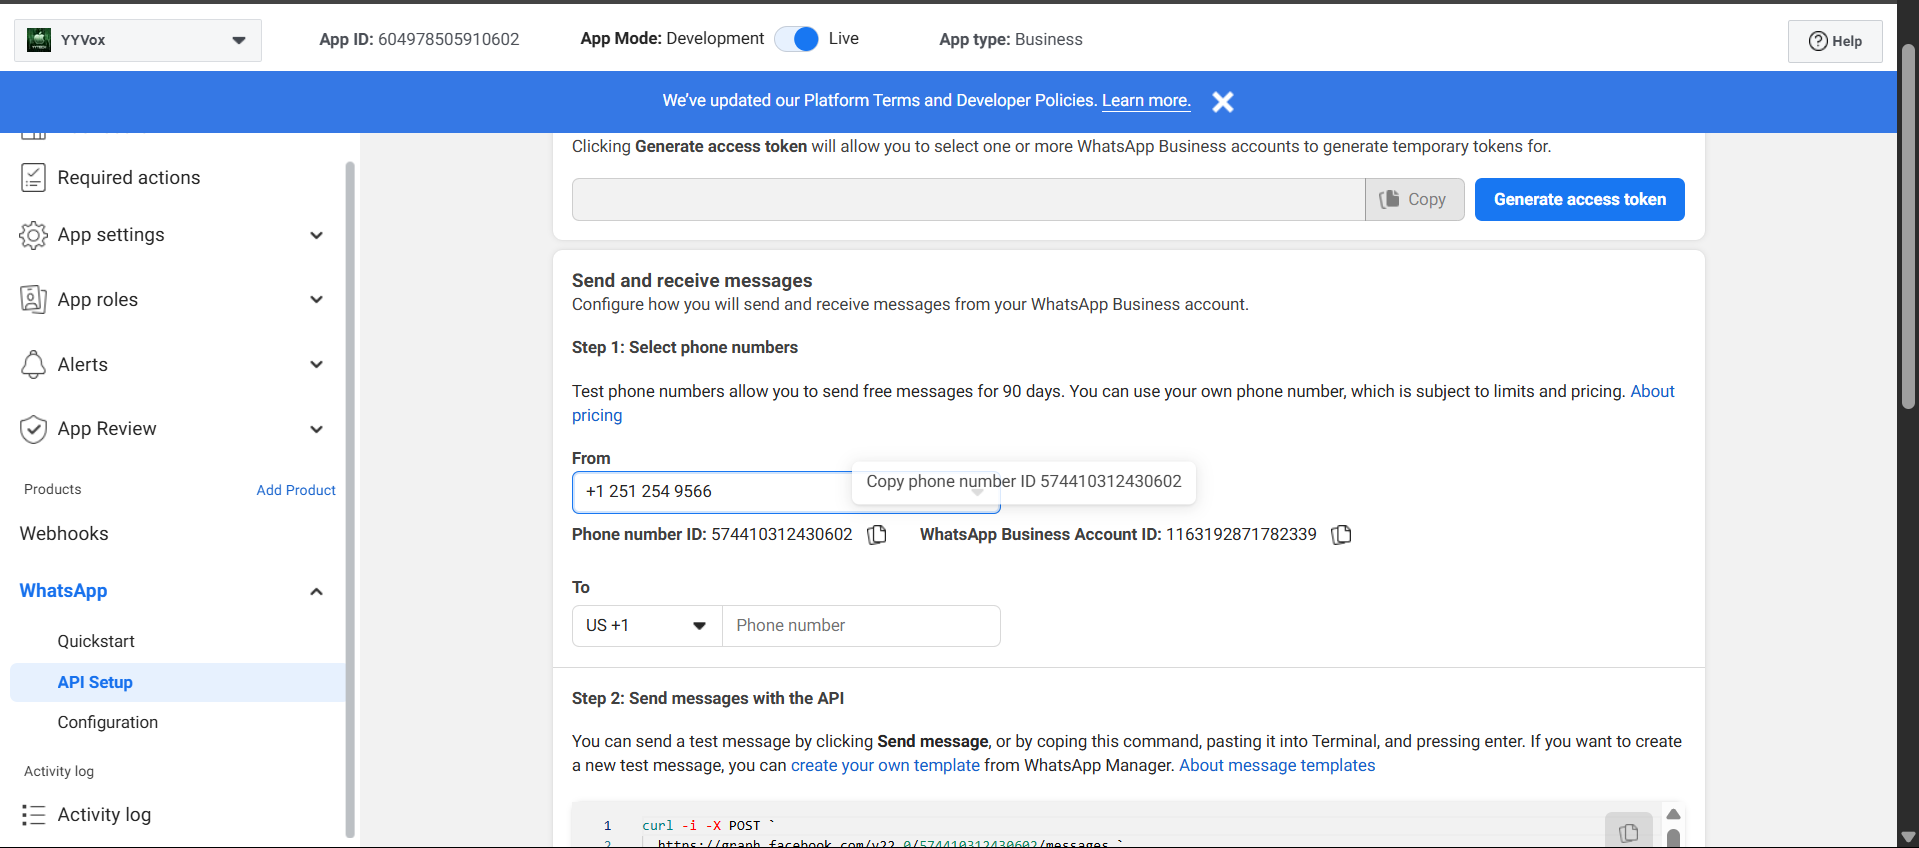 YYVox
App ID: 604978505910602
App Mode: Development
Live
App type: Business
Help
We've updated our Platform Terms and Developer Policies. Learn more.
Required actions
App settings
App roles
Alerts
App Review
Products
Add Product
Webhooks
WhatsApp
Quickstart
API Setup
Configuration
Activity log
Activity log
Clicking Generate access token will allow you to select one or more WhatsApp Business accounts to generate temporary tokens for.
Copy
Generate access token
Send and receive messages
Configure how you will send and receive messages from your WhatsApp Business account.
Step 1: Select phone numbers
Test phone numbers allow you to send free messages for 90 days. You can use your own phone number, which is subject to limits and pricing. About
pricing
From
+1 251 254 9566
Copy phone number ID 574410312430602
Phone number ID: 574410312430602
WhatsApp Business Account ID: 1163192871782339
To
US +1
Phone number
Step 2: Send messages with the API
You can send a test message by clicking Send message, or by coping this command, pasting it into Terminal, and pressing enter. If you want to create
a new test message, you can create your own template from WhatsApp Manager. About message templates
1 curl -i -X POST `
2 https://graph.facebook.com/v22.0/574410312430602/messages `